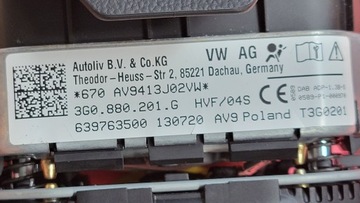 Autoliv B.V. & Co.KG VW AG
Theodor-Heuss-Str 2, 85221 Dachau, Germany
*670 AV9413J02VW*
3G0.880.201.G HVF/04S
639763500 130720 AV9 Poland T3G0201